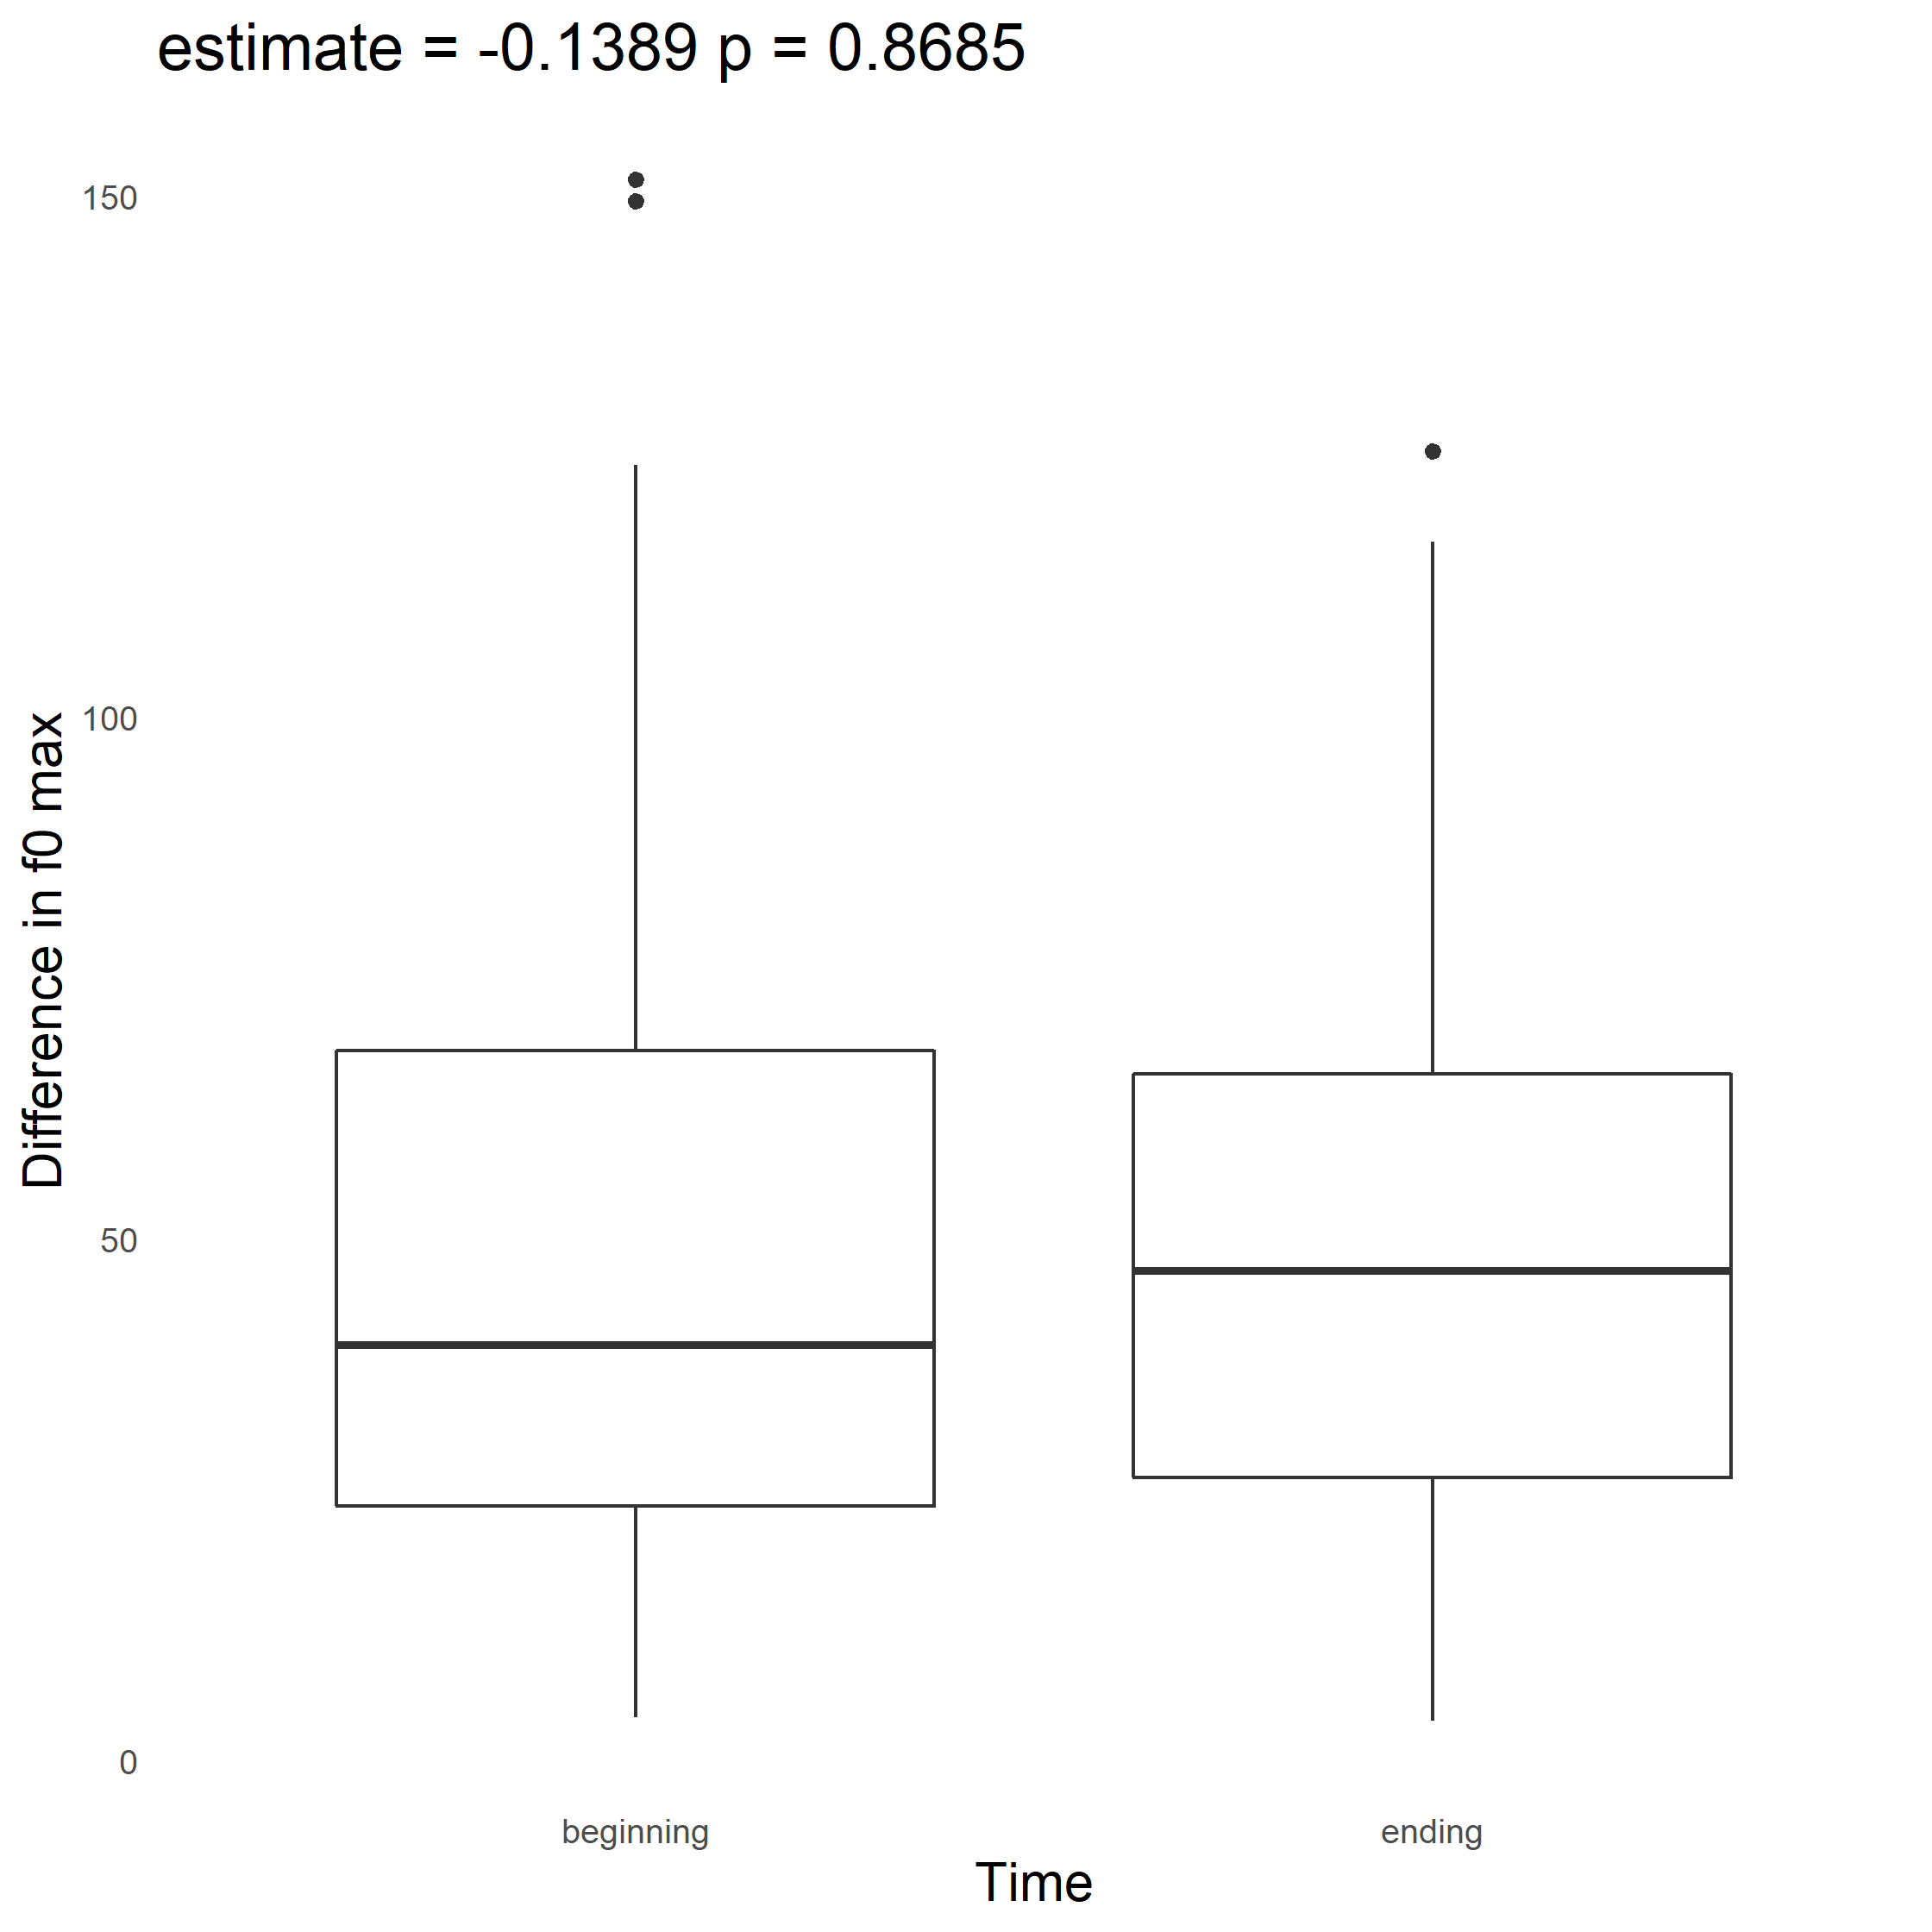 estimate = -0.1389 p = 0.8685
150
100
50
0
Difference in f0 max
beginning
ending
Time